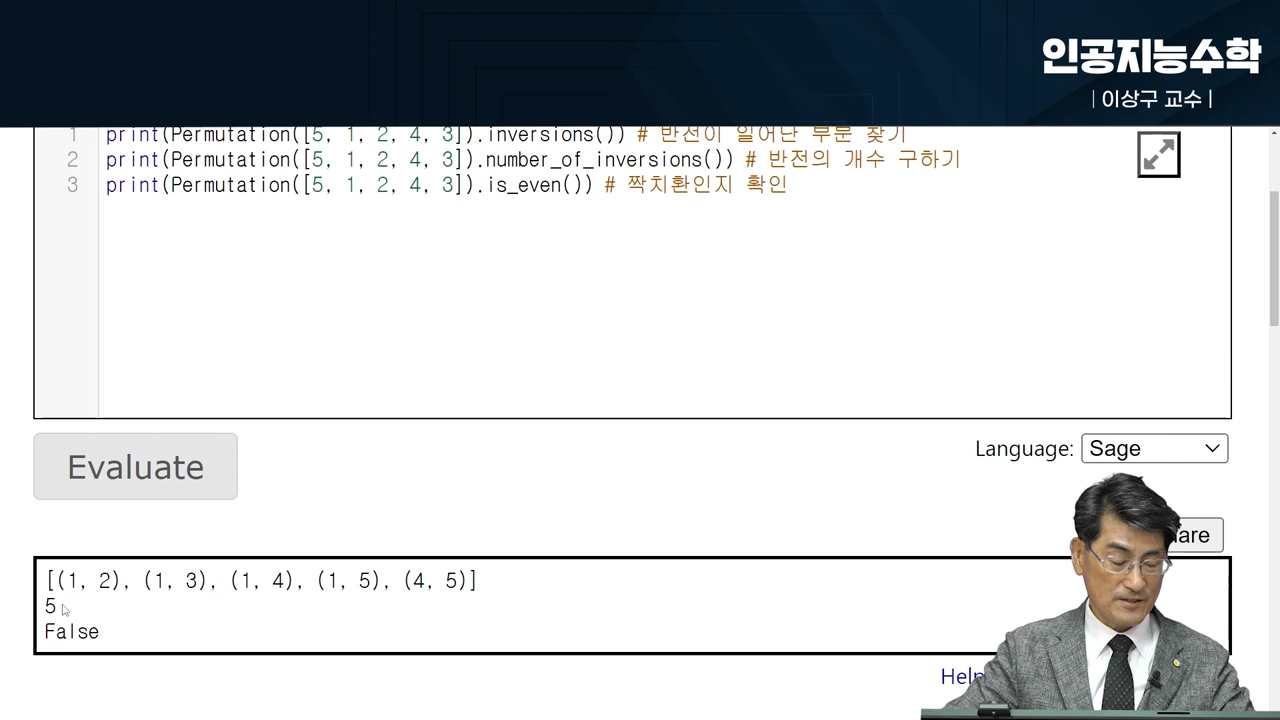 인공지능수학
| 이상구 교수 |
1 print(Permutation([5, 1, 2, 4, 3]).inversions()) # 반전이 일어난 부분 찾기
2 print(Permutation([5, 1, 2, 4, 3]).number_of_inversions()) # 반전의 개수 구하기
3 print(Permutation([5, 1, 2, 4, 3]).is_even()) # 짝치환인지 확인
Evaluate
Language: Sage
[(1, 2), (1, 3), (1, 4), (1, 5), (4, 5)]
5
False